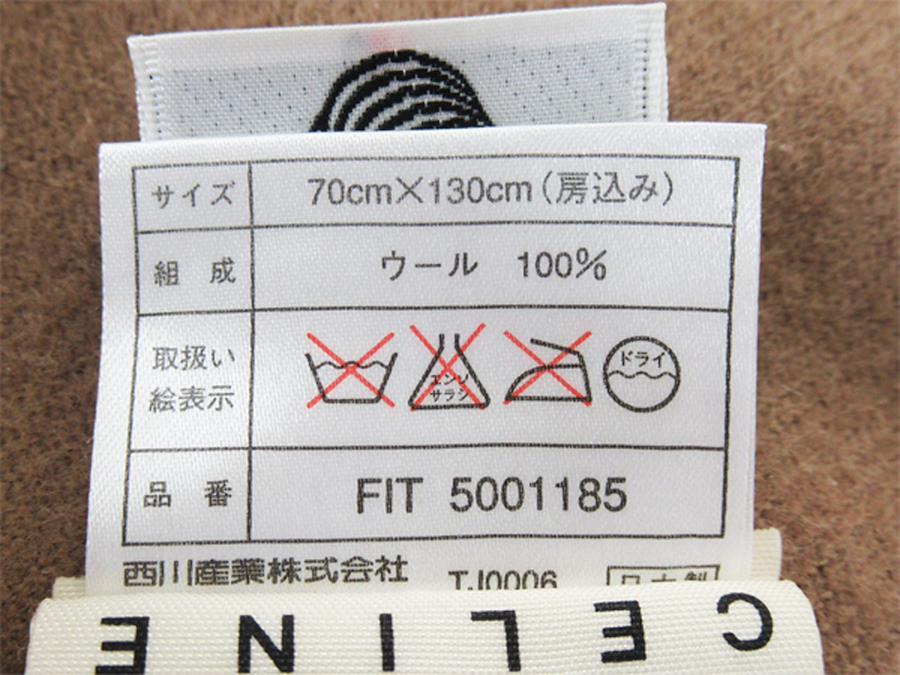 サイズ 70cm×130cm(房込み)
組成 ウール 100%
取扱い
絵表示
エンソ
サラシ
ドライ
品番 FIT 5001185
西川産業株式会社 TJ0006 日本製
CELINE